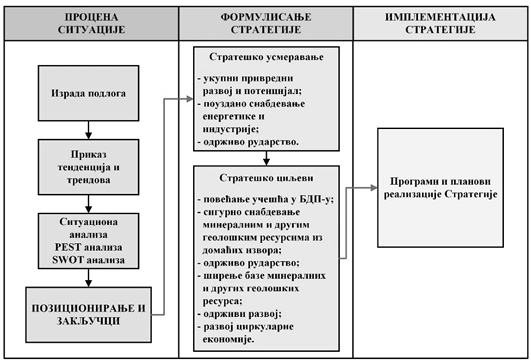 ПРОЦЕНА
СИТУАЦИЈЕ
Израда подлога
Приказ
тенденција и
трендова
Ситуациона
анализа
PEST анализа
SWOT анализа
ПОЗИЦИОНИРАЊЕ И
ЗАКЉУЧЦИ
ФОРМУЛИСАЊЕ
СТРАТЕГИЈЕ
Стратешко усмеравање
- укупни привредни
развој и потенцијал;
- поуздано снабдевање
енергетике и
индустрије;
- одрживо рударство.
Стратешко циљеви
- повећање учешћа у БДП-у;
- сигурно снабдевање
минералним и другим
геолошким ресурсима из
домаћих извора;
- одрживо рударство;
- ширење базе минералних
и других геолошких
ресурса;
- одрживи развој;
- развој циркуларне
економије.
ИМПЛЕМЕНТАЦИЈА
СТРАТЕГИЈЕ
Програми и планови
реализације Стратегије